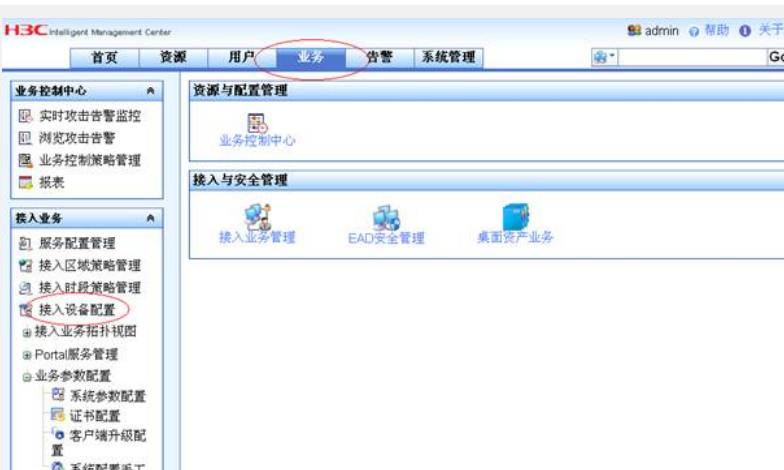 H3C Intelligent Management Center
admin 帮助 关于
首页 资源 用户 业务 告警 系统管理
Go
业务控制中心
实时攻击告警监控
浏览攻击告警
业务控制策略管理
报表
接入业务
服务配置管理
接入区域策略管理
接入时段策略管理
接入设备配置
接入业务拓扑视图
Portal服务管理
业务参数配置
系统参数配置
证书配置
客户端升级配
置
系统配置手工
资源与配置管理
业务控制中心
接入与安全管理
接入业务管理 EAD安全管理 桌面资产业务